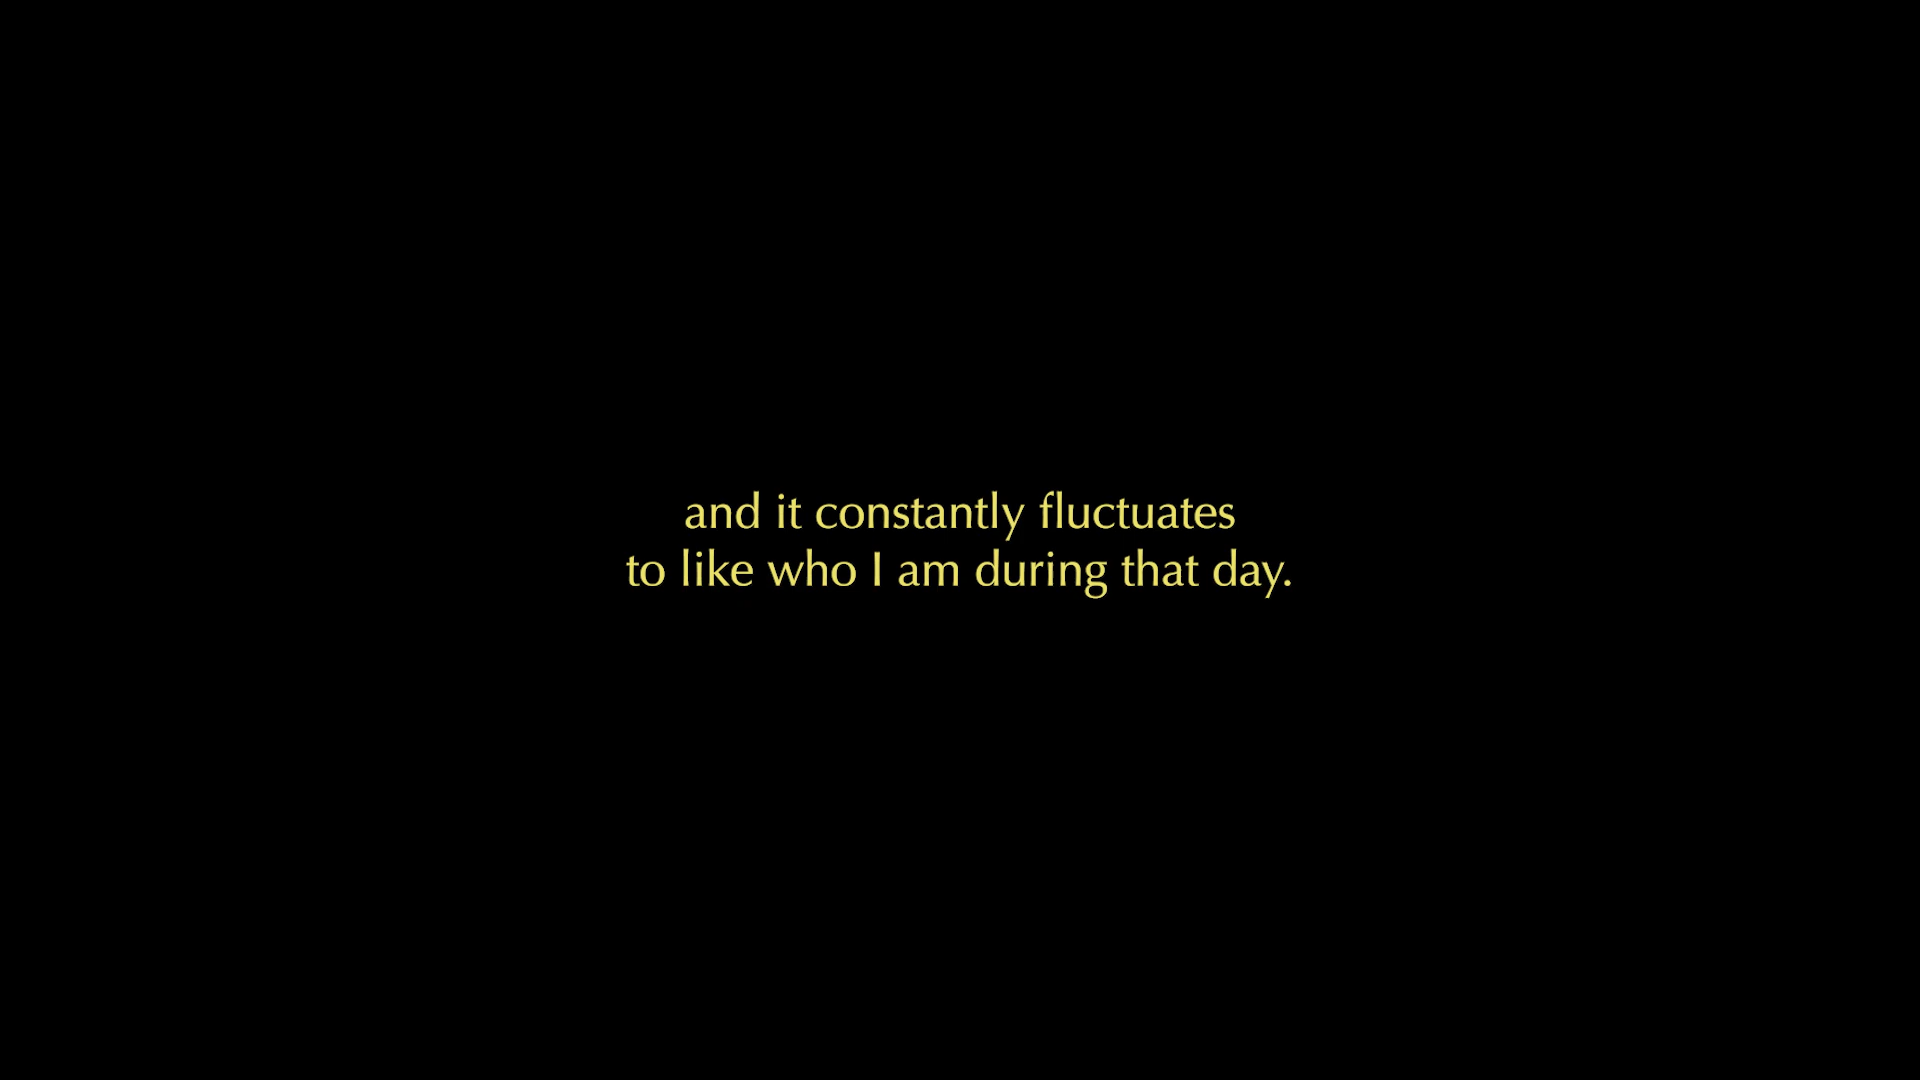 and it constantly fluctuates
to like who I am during that day.